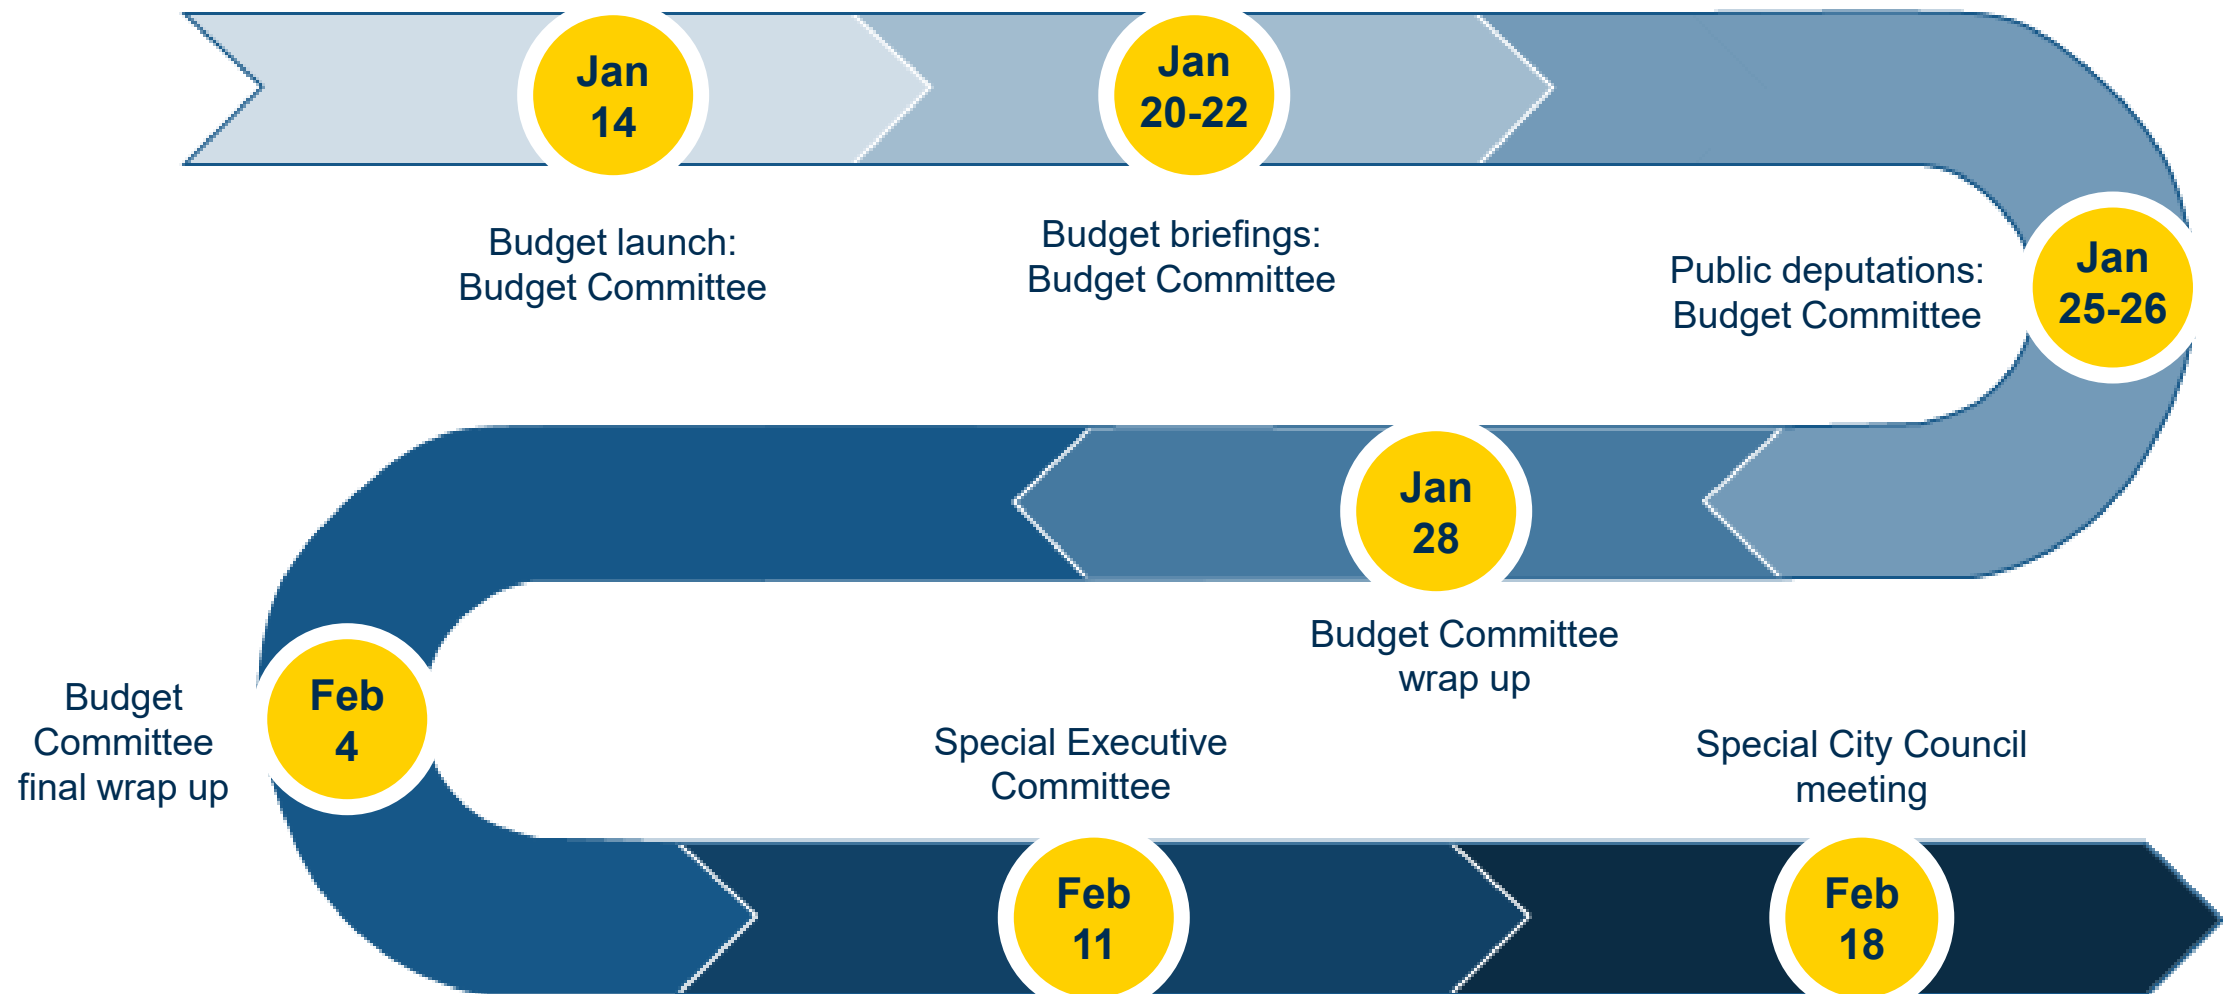 Jan
14
Budget launch:
Budget Committee
Jan
20-22
Budget briefings:
Budget Committee
Jan
25-26
Public deputations:
Budget Committee
Jan
28
Budget Committee
wrap up
Feb
4
Budget
Committee
final wrap up
Special Executive
Committee
Feb
11
Special City Council
meeting
Feb
18